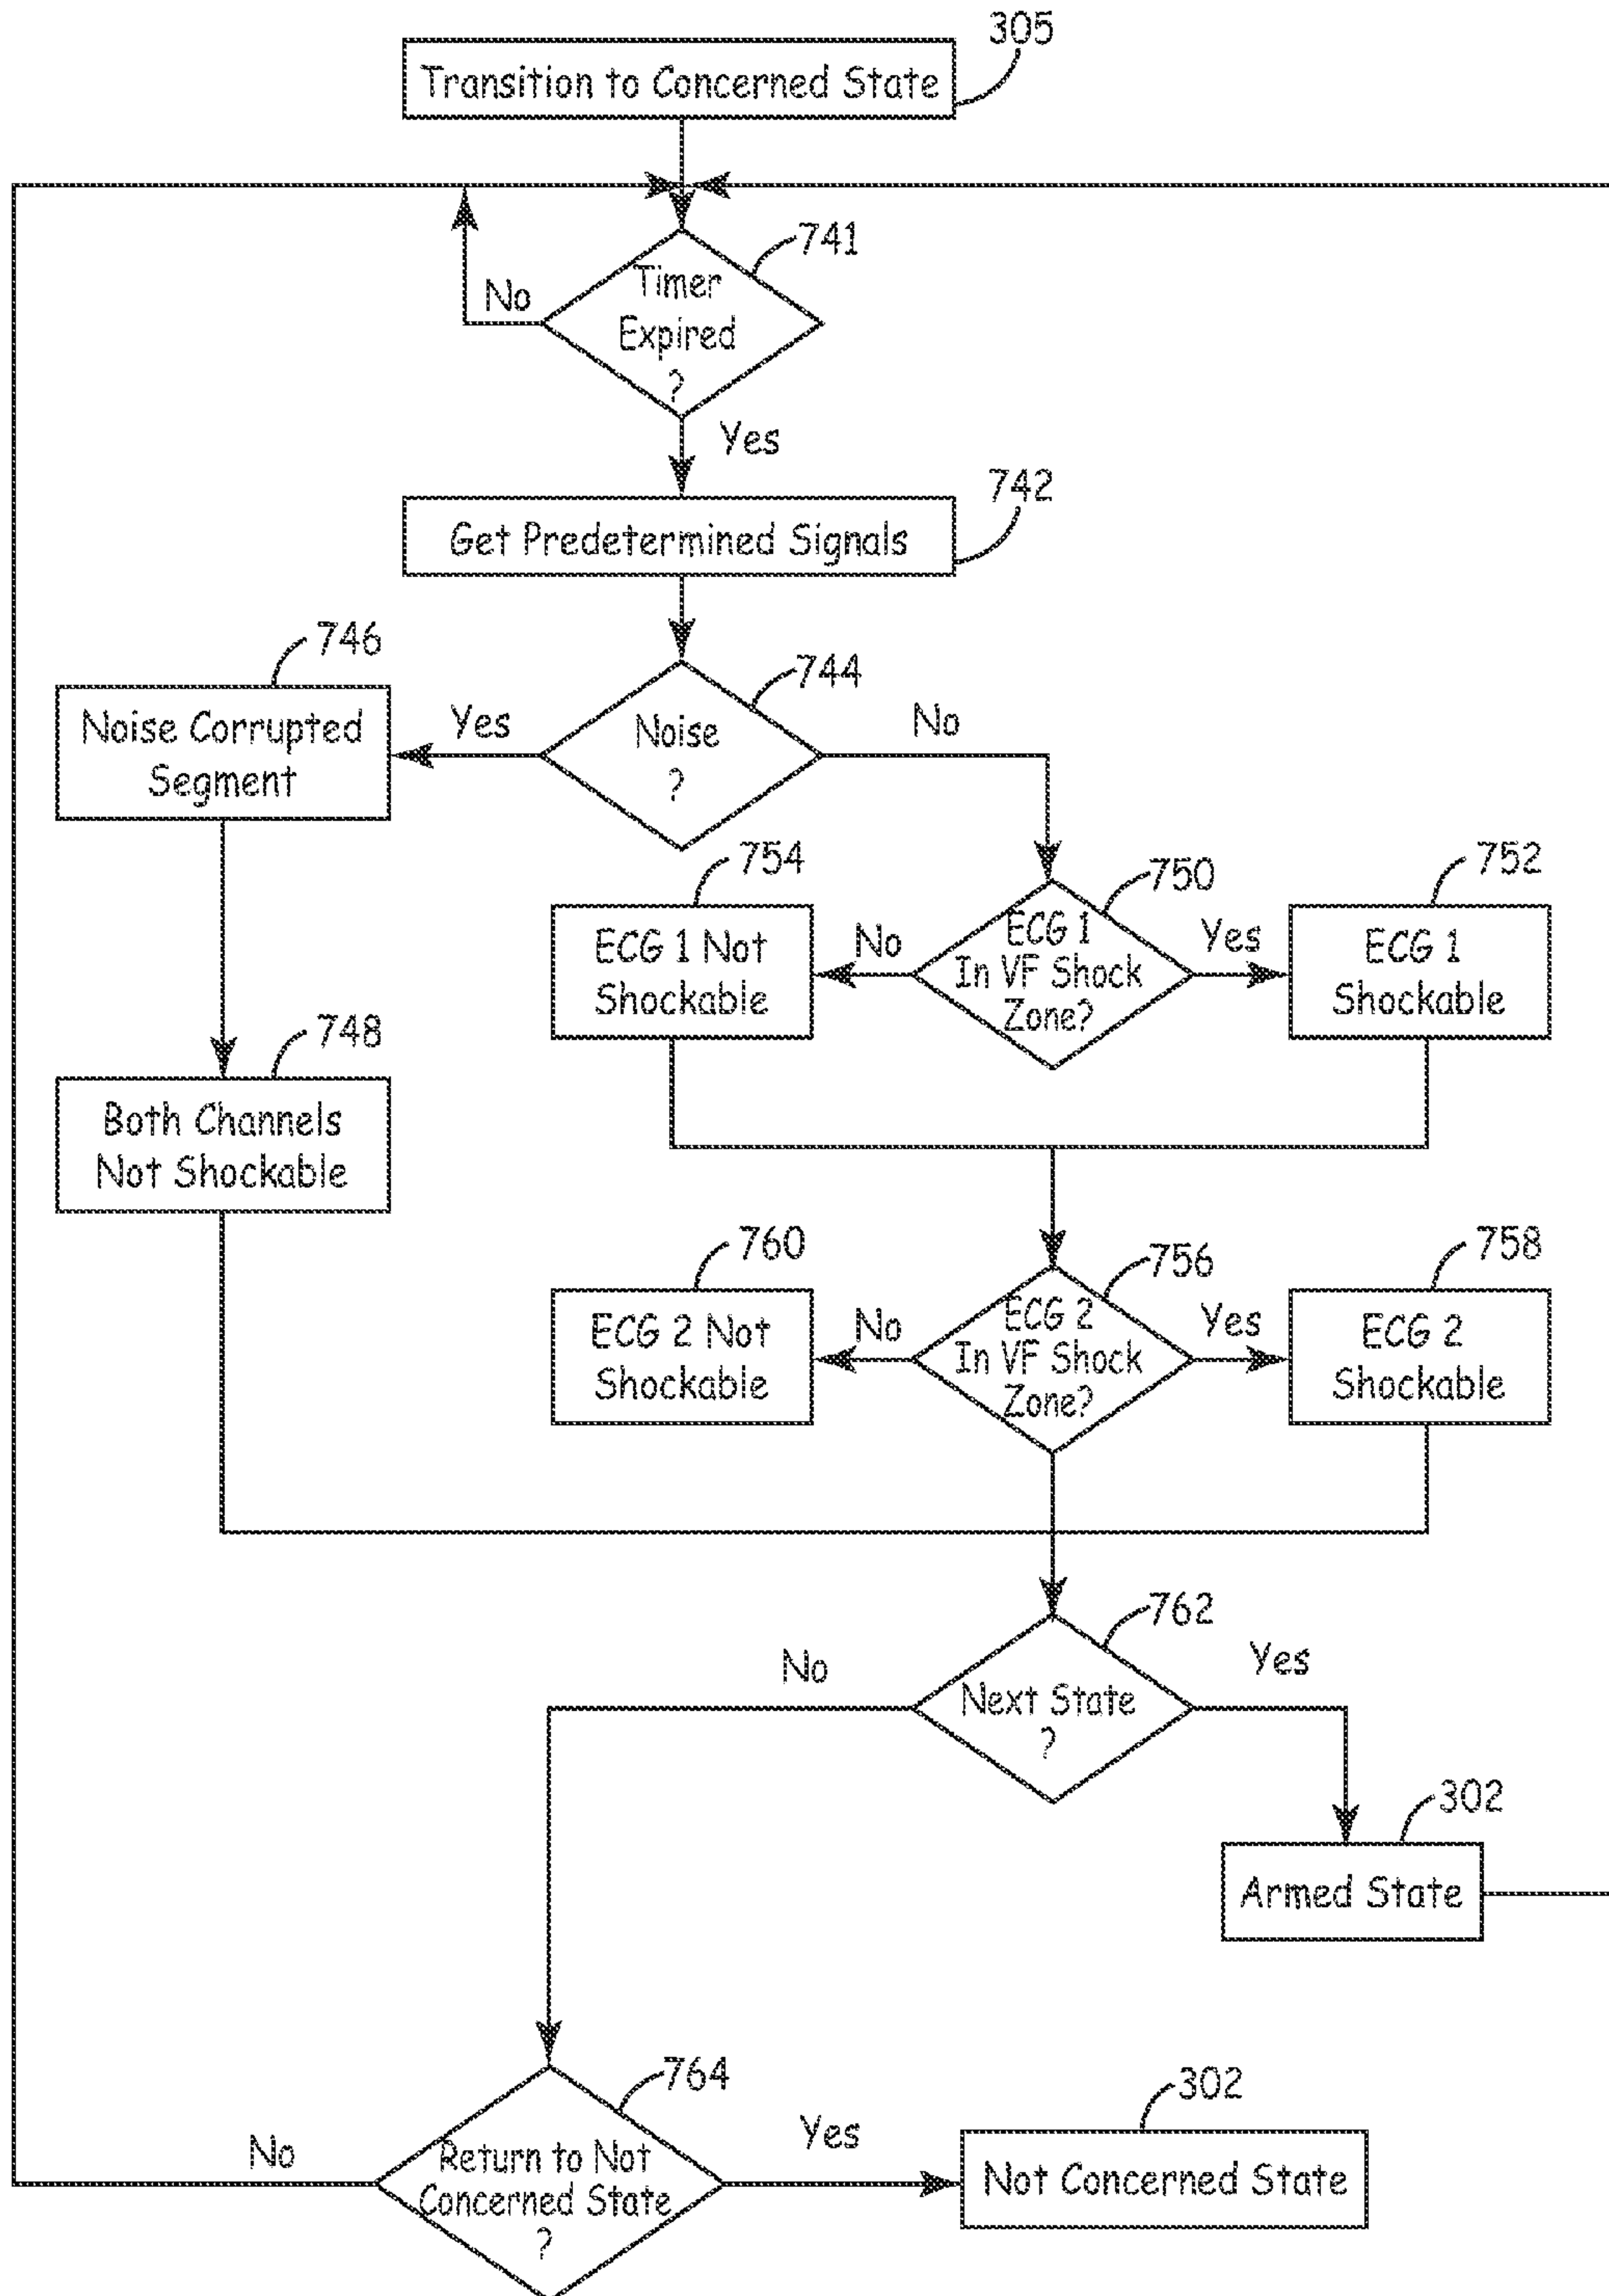 305
Transition to Concerned State
741
Timer
Expired
?
No
Yes
742
Get Predetermined Signals
746
744
Noise Corrupted
Segment
Yes
Noise
?
No
754
750
752
ECG 1 Not
Shockable
No
ECG 1
In VF Shock
Zone?
Yes
ECG 1
Shockable
748
Both Channels
Not Shockable
760
756
758
ECG 2 Not
Shockable
No
ECG 2
In VF Shock
Zone?
Yes
ECG 2
Shockable
762
No
Next State
?
Yes
302
Armed State
764
302
No
Return to Not
Concerned State
?
Yes
Not Concerned State